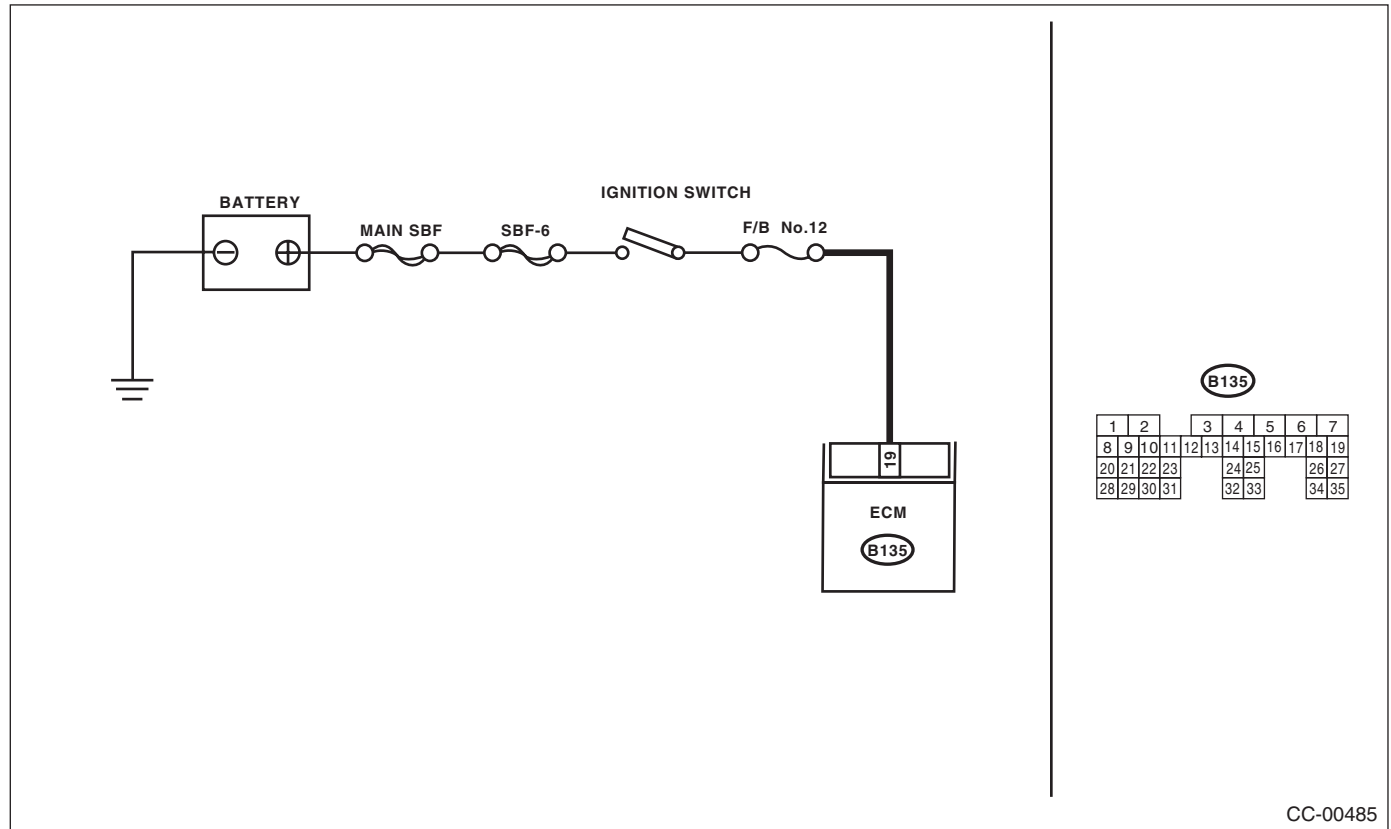 IGNITION SWITCH
BATTERY
MAIN SBF
SBF-6
F/B No.12
19
ECM
B135
B135
1 2 3 4 5 6 7
8 9 10 11 12 13 14 15 16 17 18 19
20 21 22 23 24 25 26 27
28 29 30 31 32 33 34 35
CC-00485